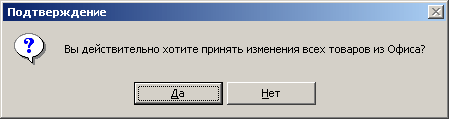 Подтверждение
Вы действительно хотите принять изменения всех товаров из Офиса?
Да
Нет